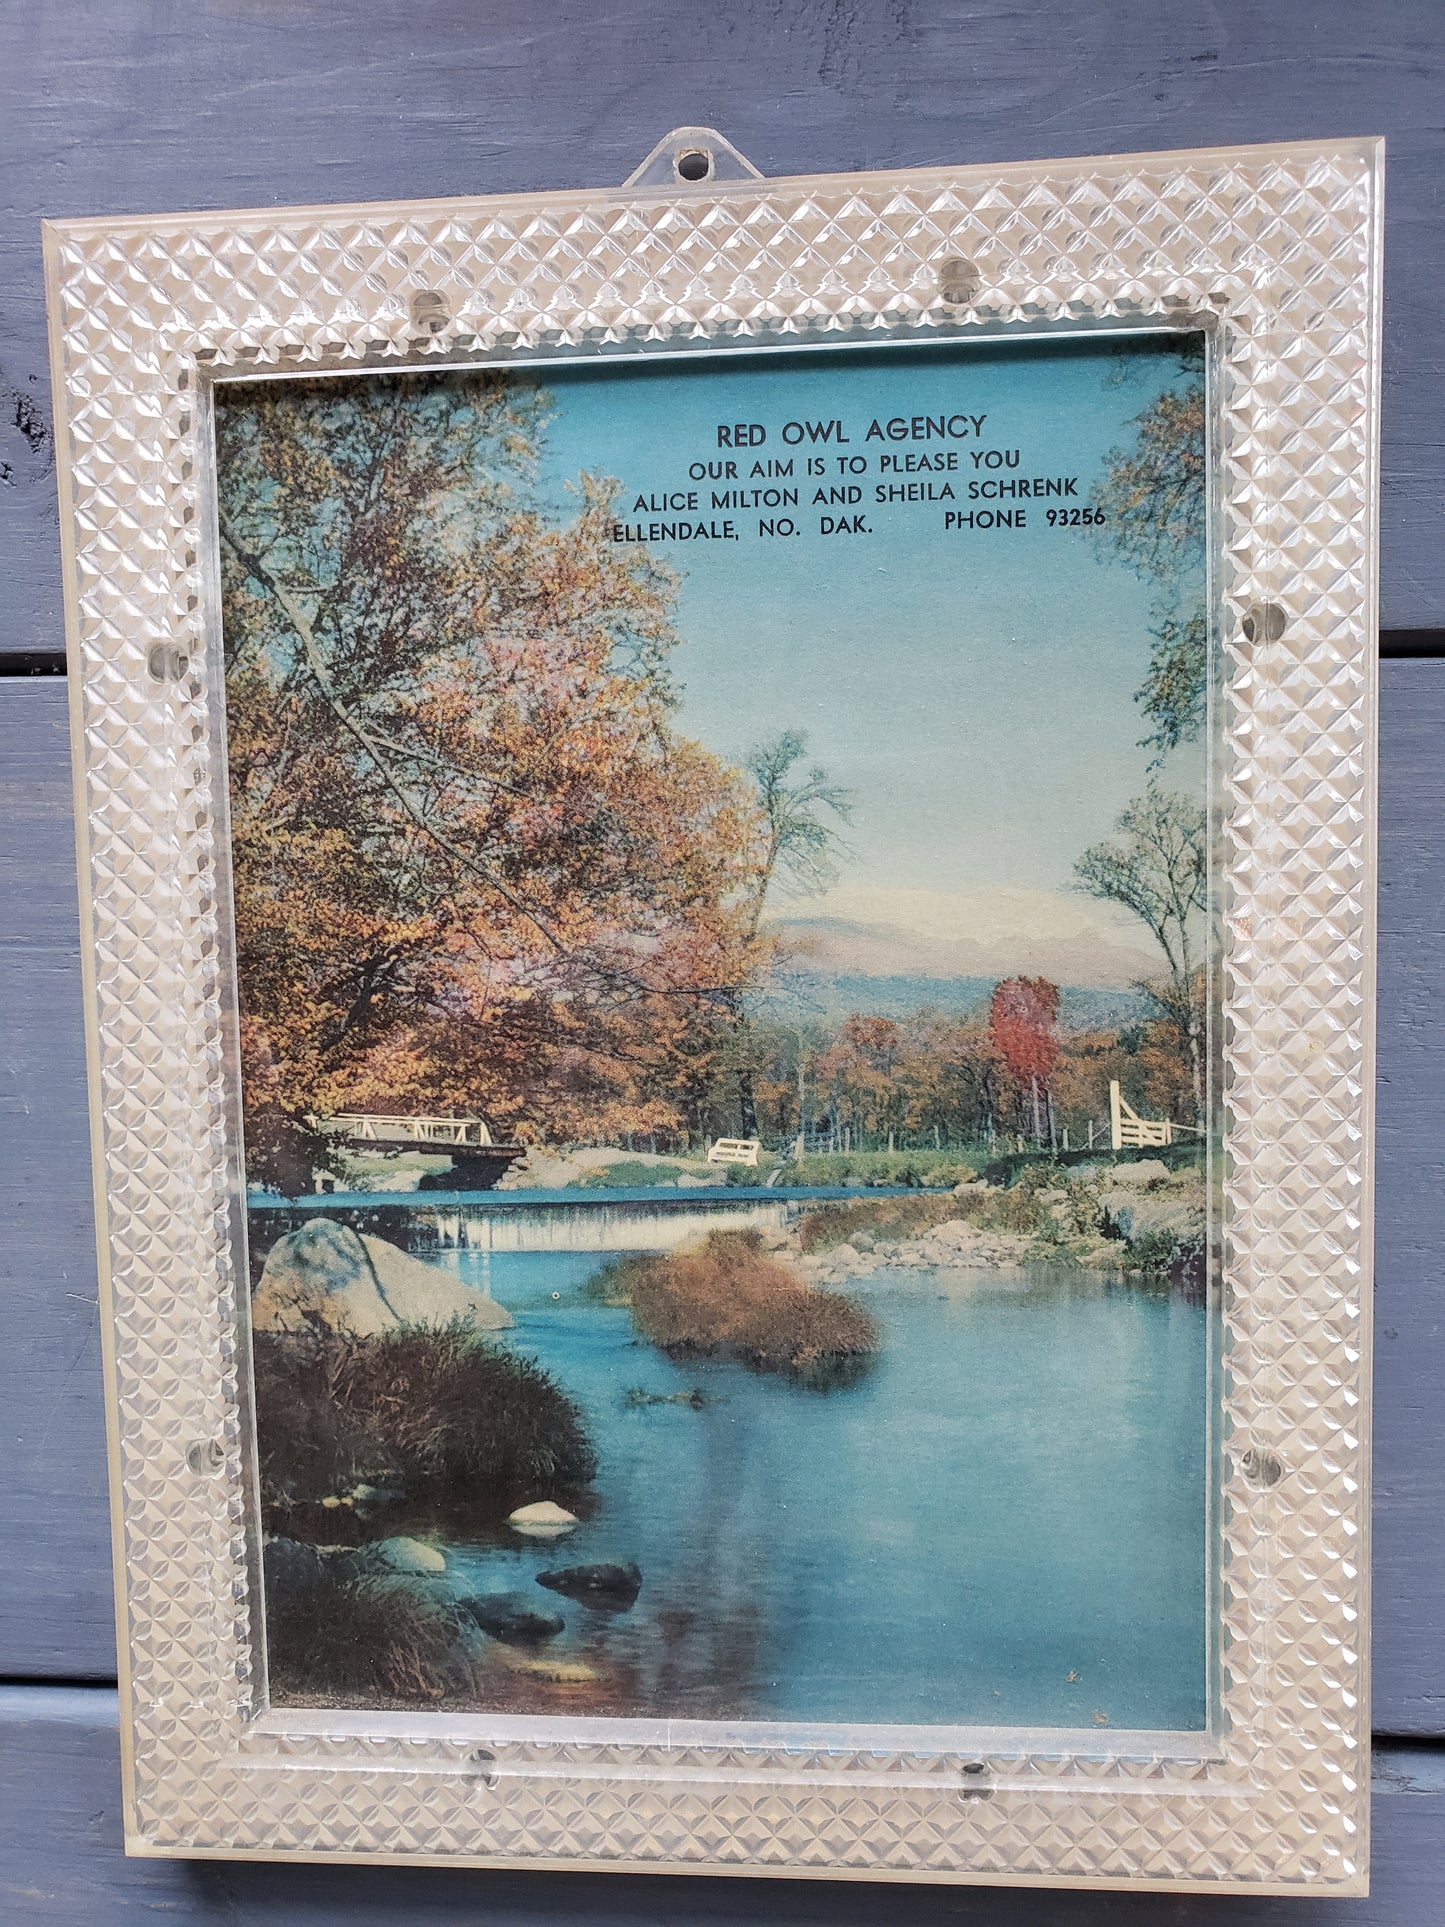 RED OWL AGENCY
OUR AIM IS TO PLEASE YOU
ALICE MILTON AND SHEILA SCHRENK
ELLENDALE, NO. DAK. PHONE 93256